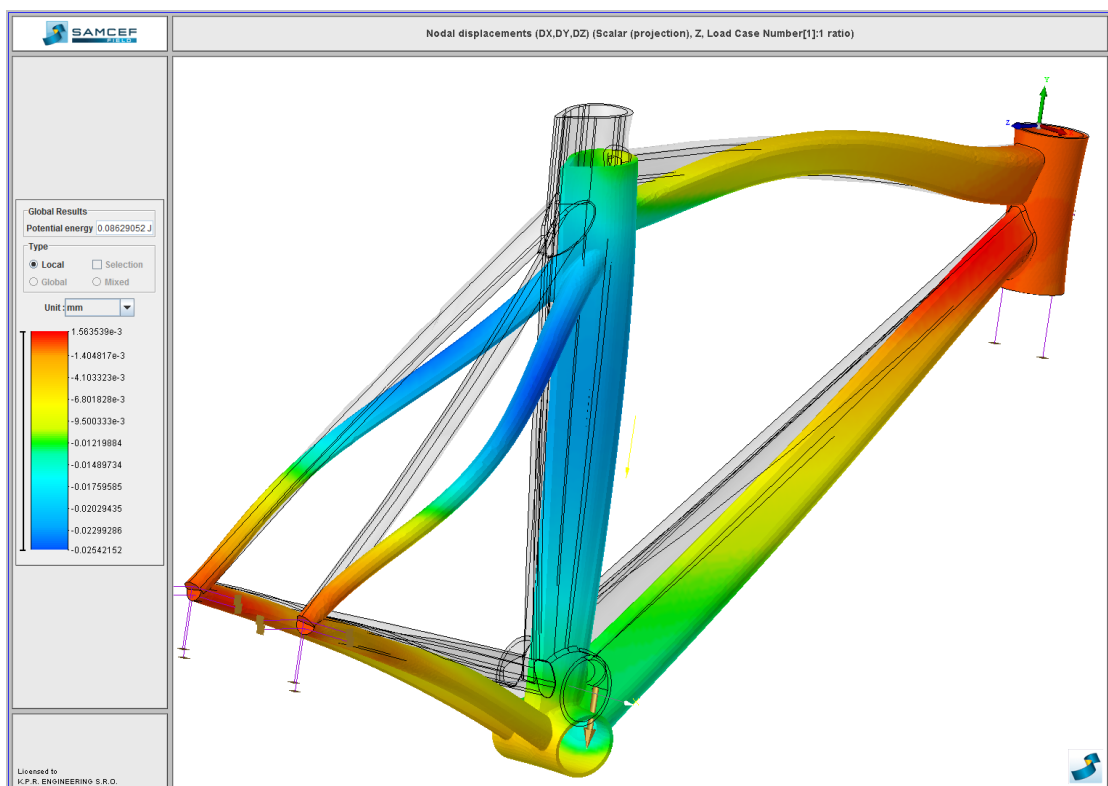 SAMCEF
FIELD
Nodal displacements (DX,DY,DZ) (Scalar (projection), Z, Load Case Number[1]:1 ratio)
Global Results
Potential energy 0.08629052 J
Type
Local Selection
Global Mixed
Unit : mm
1.563539e-3
-1.404817e-3
-4.103323e-3
-6.801828e-3
-9.500333e-3
-0.01219884
-0.01489734
-0.01759585
-0.02029435
-0.02299286
-0.02542152
Y
Z
Licensed to
K.P.R. ENGINEERING S.R.O.